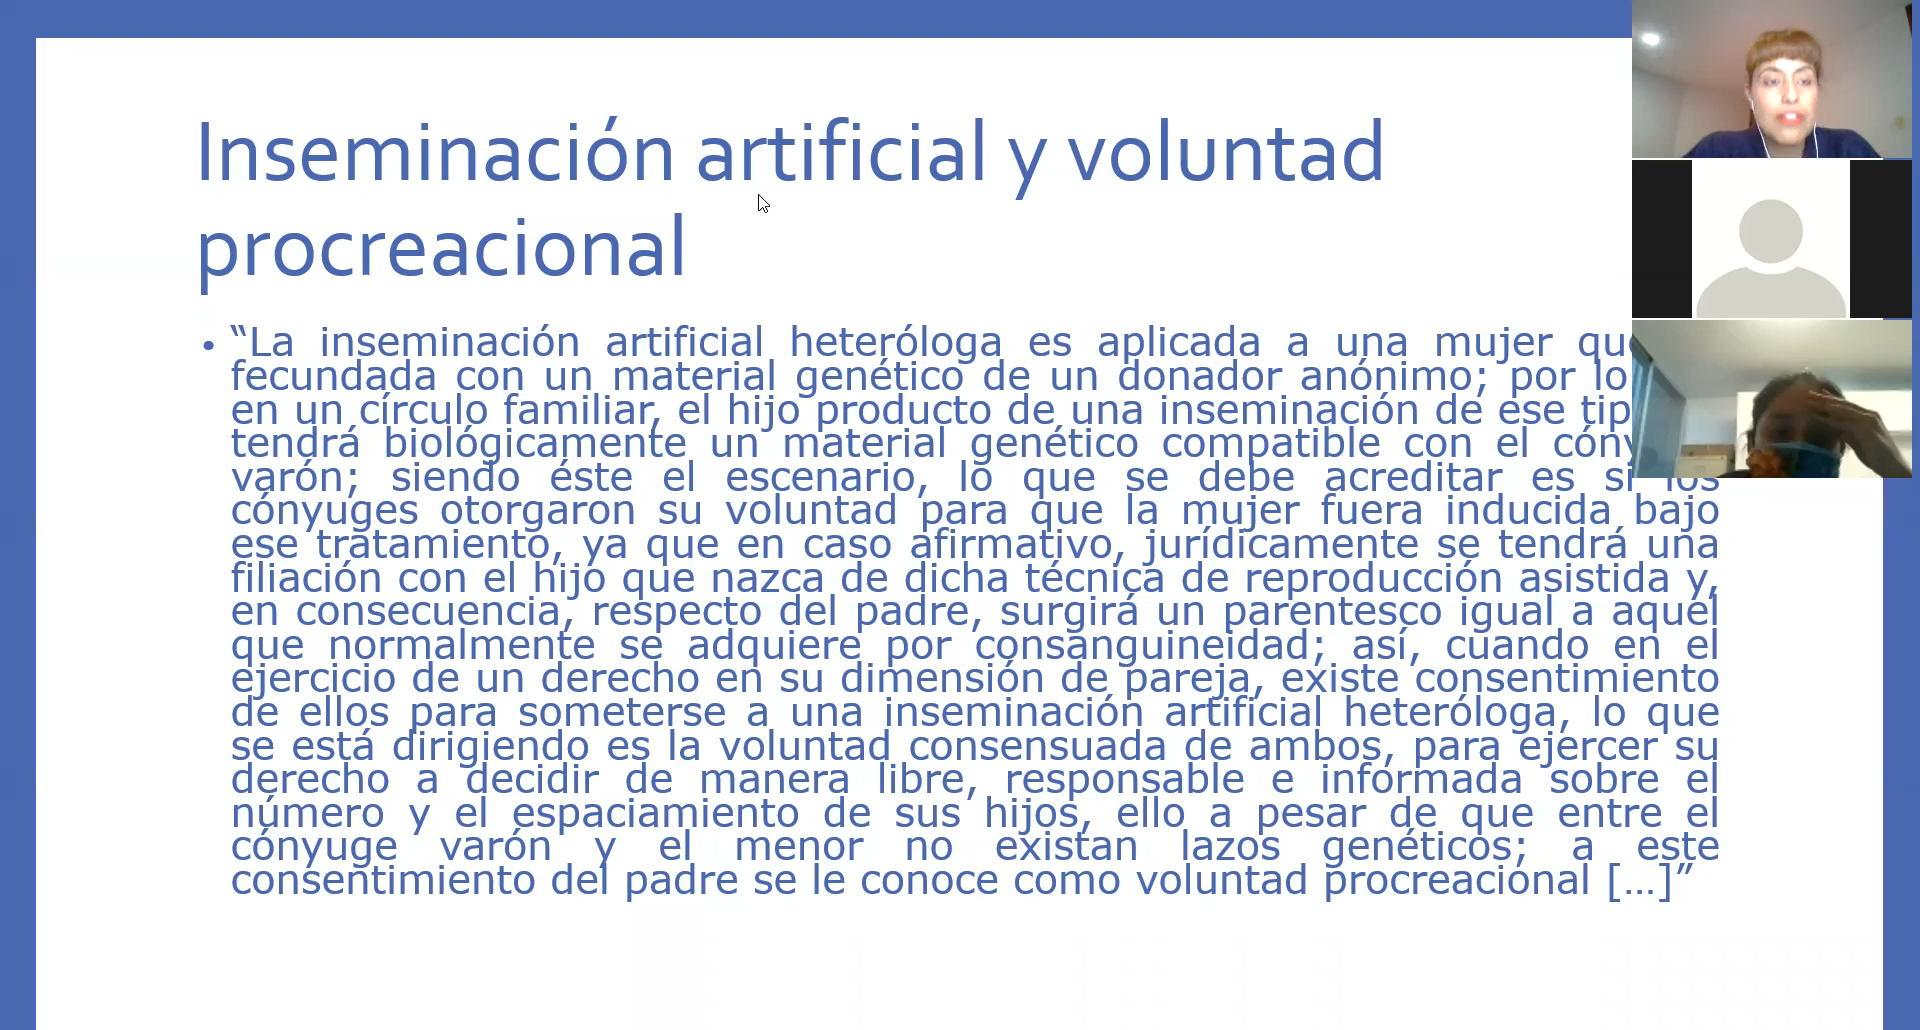 Inseminación artificial y voluntad
procreacional
• “La inseminación artificial heteróloga es aplicada a una mujer
fecundada con un material genético de un donador anónimo; por lo
en un círculo familiar, el hijo producto de una inseminación de ese
tendrá biológicamente un material genético compatible con el
varón; siendo éste el escenario, lo que se debe acreditar es si los
cónyuges otorgaron su voluntad para que la mujer fuera inducida bajo
ese tratamiento, ya que en caso afirmativo, jurídicamente se tendrá una
filiación con el hijo que nazca de dicha técnica de reproducción asistida y,
en consecuencia, respecto del padre, surgirá un parentesco igual a aquel
que normalmente se adquiere por consanguineidad; así, cuando en el
ejercicio de un derecho en su dimensión de pareja, existe consentimiento
de ellos para someterse a una inseminación artificial heteróloga, lo que
se está dirigiendo es la voluntad consensuada de ambos, para ejercer su
derecho a decidir de manera libre, responsable e informada sobre el
número y el espaciamiento de sus hijos, ello a pesar de que entre el
cónyuge varón y el menor no existan lazos genéticos; a este
consentimiento del padre se le conoce como voluntad procreacional […]”